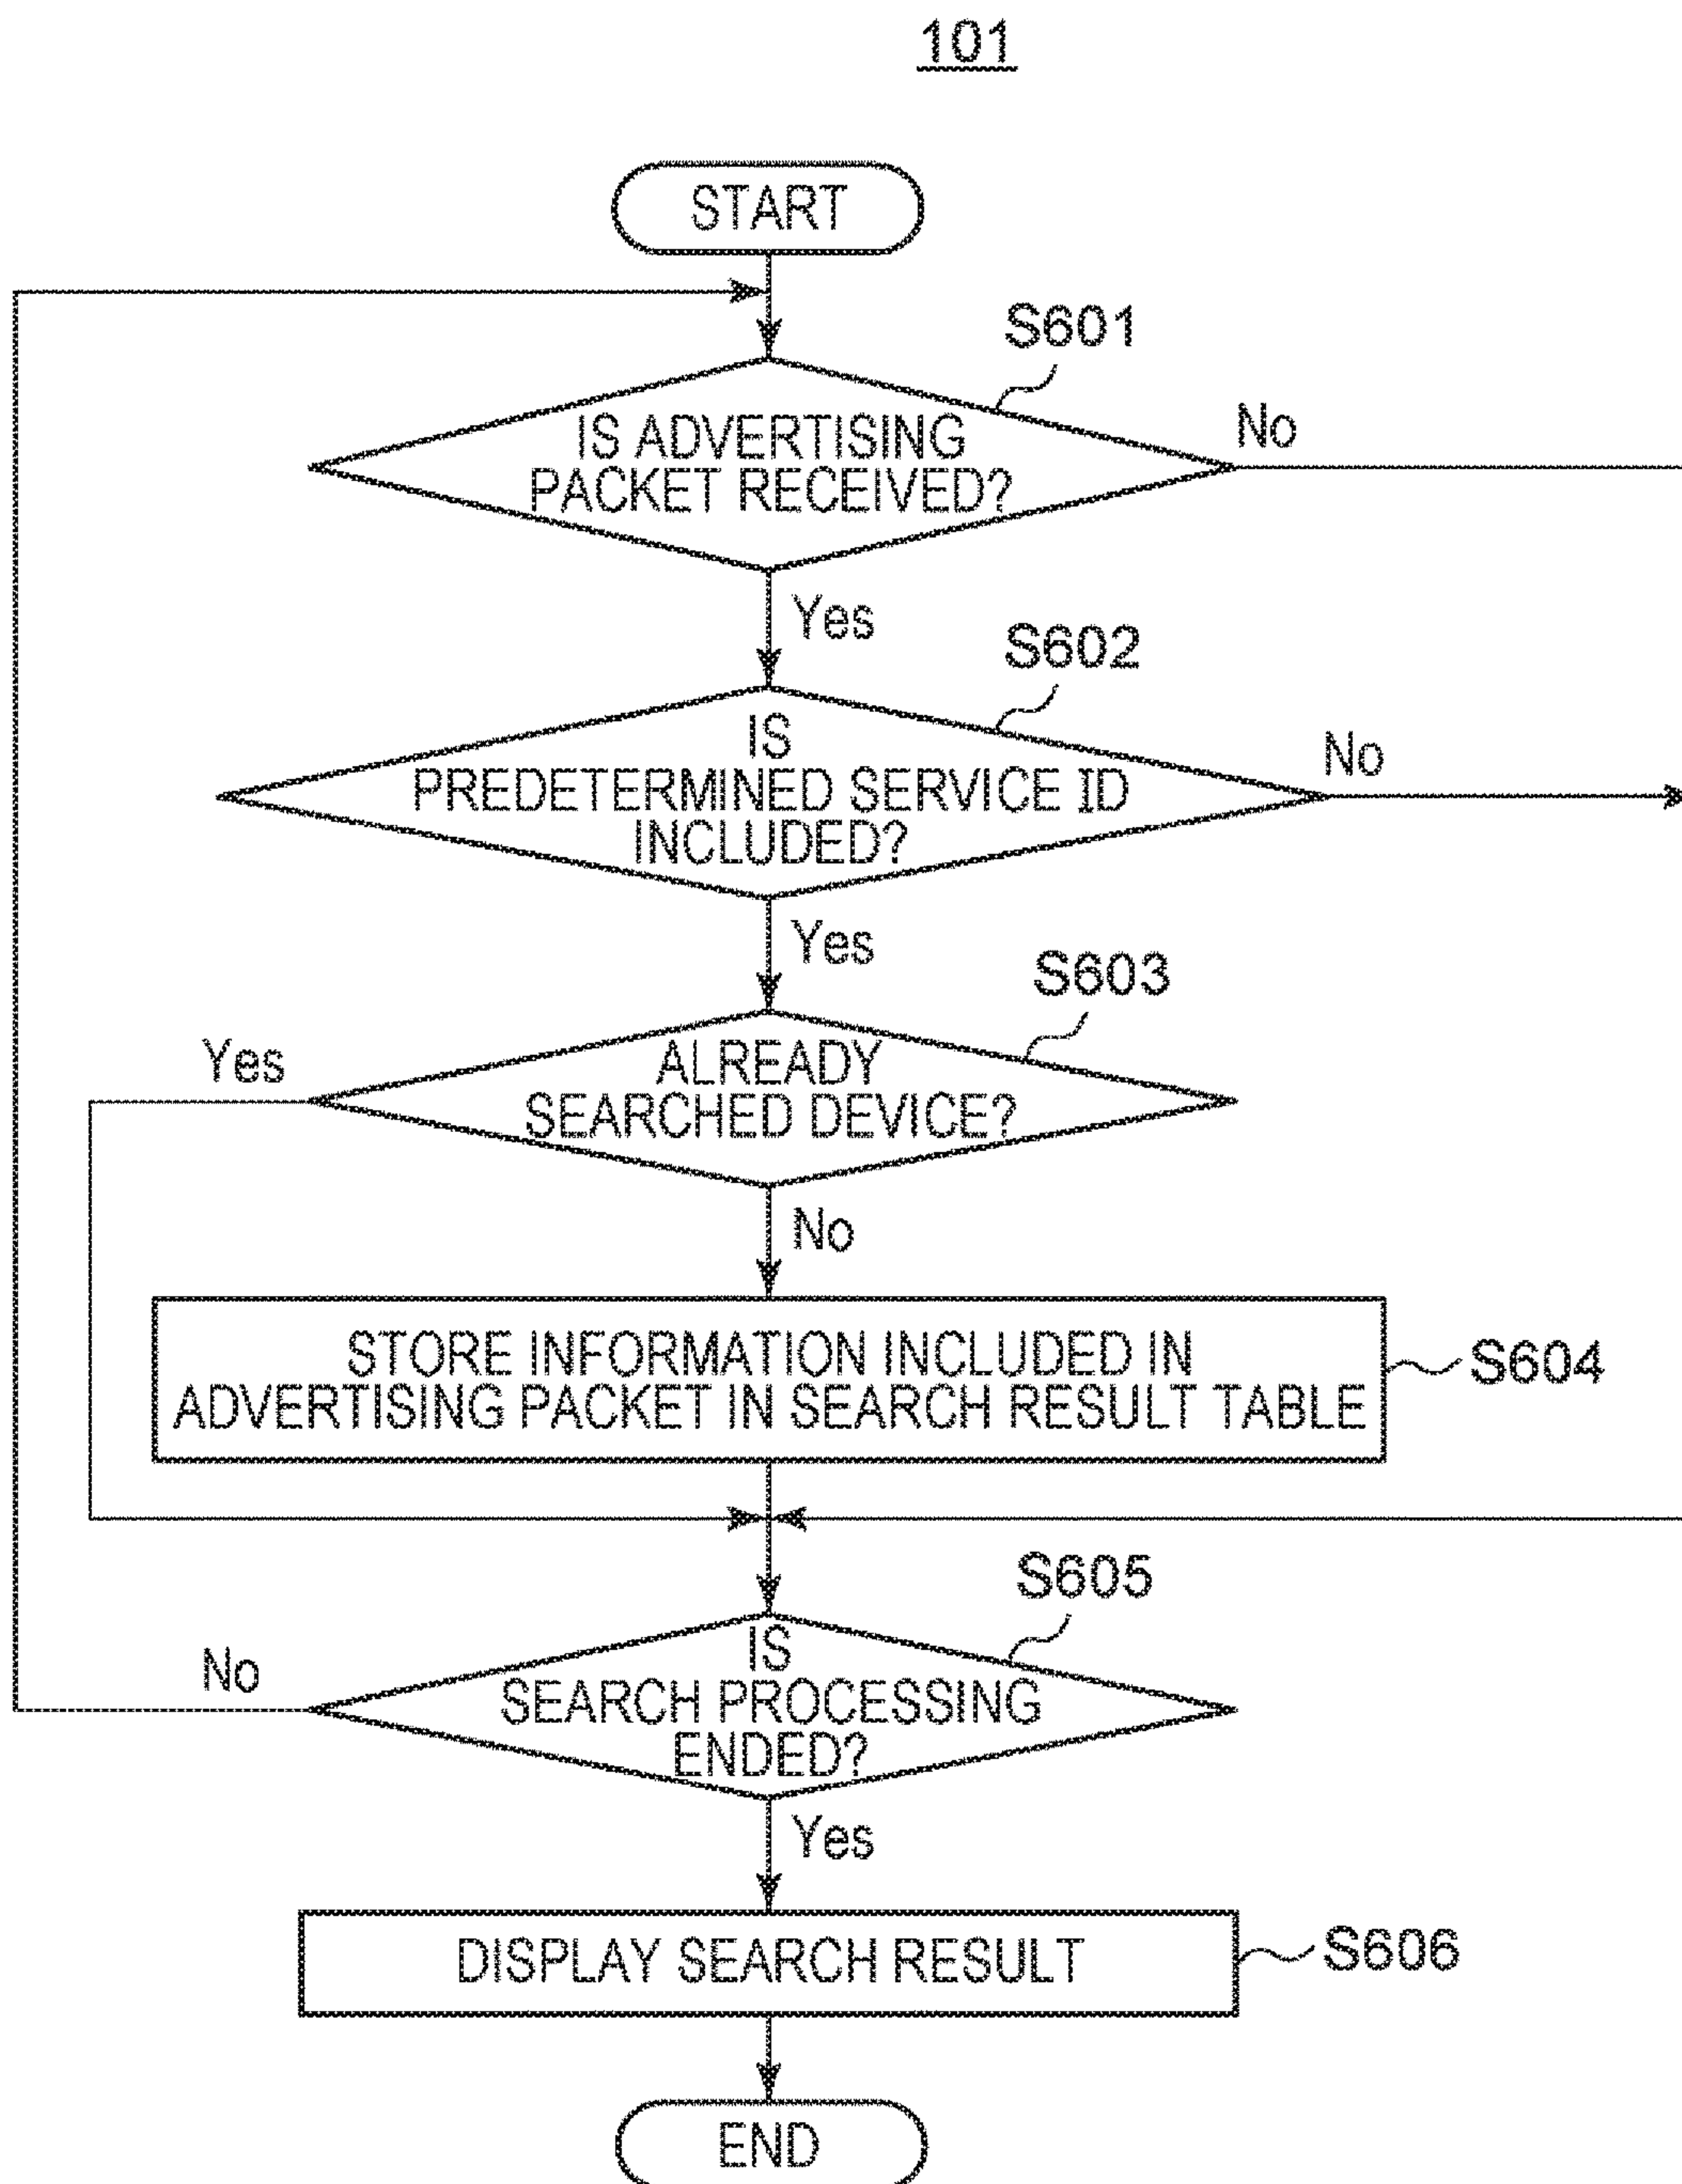 101
START
S601
IS ADVERTISING
PACKET RECEIVED?
No
Yes
S602
IS
PREDETERMINED SERVICE ID
INCLUDED?
No
Yes
S603
ALREADY
SEARCHED DEVICE?
Yes
No
STORE INFORMATION INCLUDED IN
ADVERTISING PACKET IN SEARCH RESULT TABLE
S604
S605
IS
SEARCH PROCESSING
ENDED?
No
Yes
DISPLAY SEARCH RESULT
S606
END